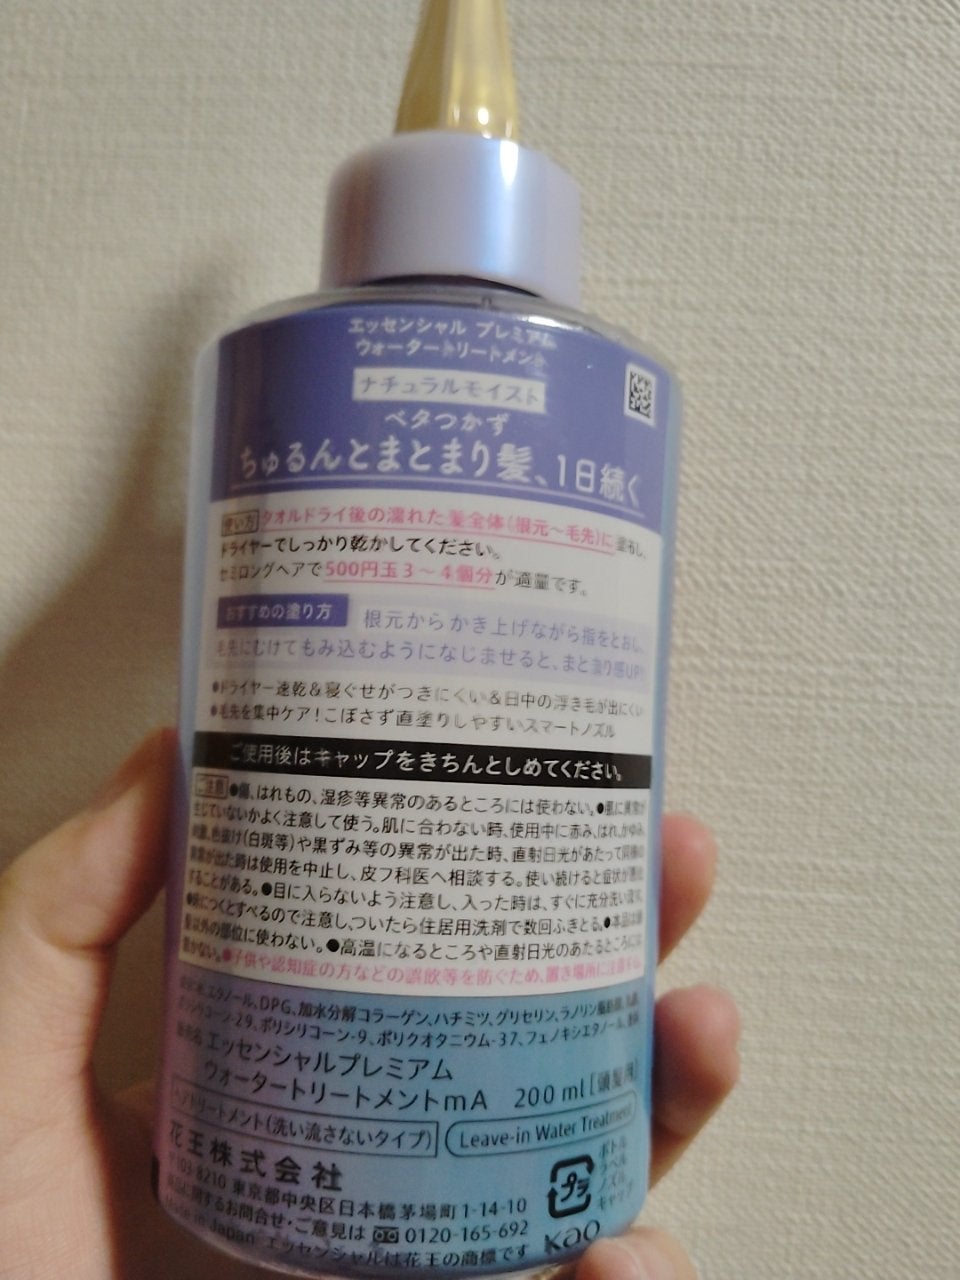 エッセンシャル プレミアム
ウォータートリートメント
ナチュラルモイスト
ベタつかず
ちゅるんとまとまり髪、1日続く
使い方 タオルドライ後の濡れた髪全体(根元〜毛先)に塗布し、
ドライヤーでしっかり乾かしてください。
セミロングヘアで500円玉3〜4個分が適量です。
おすすめの塗り方 根元からかき上げながら指をとおし、
毛先にむけてもみ込むようになじませると、まとまり感UP!!
●ドライヤー速乾&寝ぐせがつきにくい&日中の浮き毛が出にくい
●毛先を集中ケア!こぼさず直塗りしやすいスマートノズル
ご使用後はキャップをきちんとしめてください。
ご注意 ●傷、はれもの、湿疹等異常のあるところには使わない。●肌に異常が
生じていないかよく注意して使う。肌に合わない時、使用中に赤み、はれ、かゆみ、
刺激、色抜け(白斑等)や黒ずみ等の異常が出た時、直射日光があたって同様の
異常が出た時は使用を中止し、皮フ科医へ相談する。使い続けると症状が悪化
することがある。●目に入らないよう注意し、入った時は、すぐに充分洗い流す。
●床につくとすべるので注意し、ついたら住居用洗剤で数回ふきとる。●本品は頭
髪以外の部位に使わない。●高温になるところや直射日光のあたるところには
置かない。●子供や認知症の方などの誤飲等を防ぐため、置き場所に注意する。
エタノール、DPG、加水分解コラーゲン、ハチミツ、グリセリン、ラノリン脂肪酸、
ポリシリコーン-29、ポリシリコーン-9、ポリクオタニウム-37、フェノキシエタノール、香料
販売名 エッセンシャルプレミアム
ウォータートリートメントmA 200 ml [頭髪用]
ヘアトリートメント(洗い流さないタイプ) Leave-in Water Treatment
花王株式会社
〒103-8210 東京都中央区日本橋茅場町1-14-10
製品に関するお問合せ・ご意見は 0120-165-692
Made in Japan エッセンシャルは花王の商標です
プラ
ボトル
ラベル
ノズル
キャップ
Kao